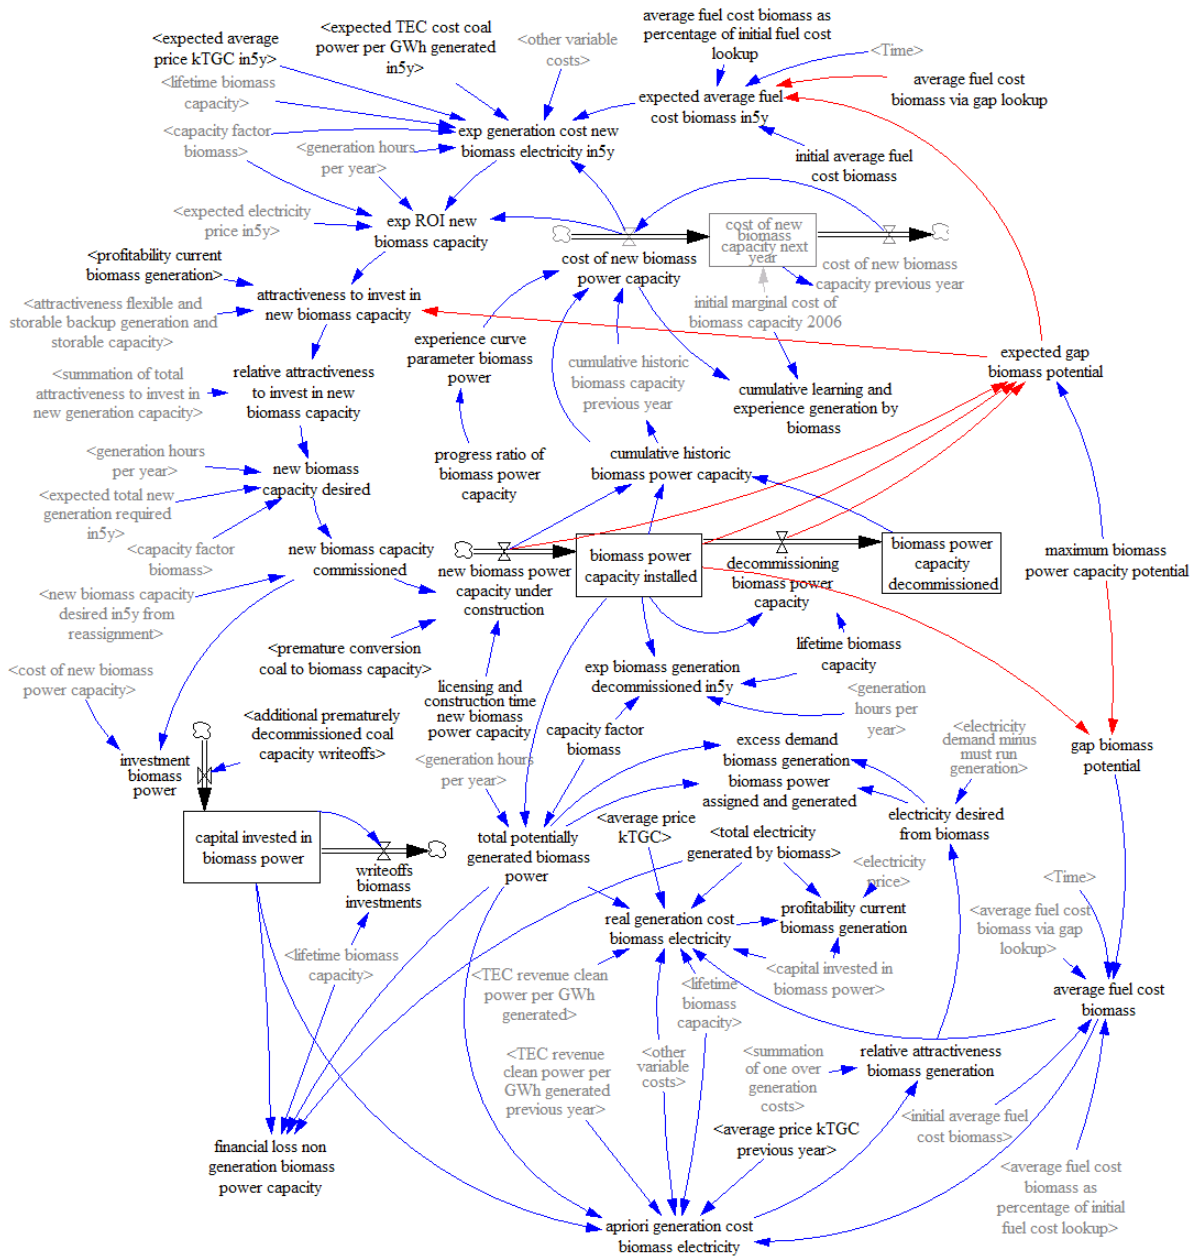 <expected average
price kTGC in5y>
<expected TEC cost coal
power per GWh generated
in5y>
<other variable
costs>
average fuel cost biomass as
percentage of initial fuel cost
lookup
<Time>
average fuel cost
biomass via gap lookup
<lifetime biomass
capacity>
expected average fuel
cost biomass in5y
<capacity factor
biomass>
exp generation cost new
biomass electricity in5y
<generation hours
per year>
initial average fuel
cost biomass
<expected electricity
price in5y>
exp ROI new
biomass capacity
cost of new
biomass
capacity next
year
<profitability current
biomass generation>
cost of new biomass
power capacity
cost of new biomass
capacity previous year
<attractiveness flexible and
storable backup generation and
storable capacity>
attractiveness to invest in
new biomass capacity
initial marginal cost of
biomass capacity 2006
experience curve
parameter biomass
power
cumulative historic
biomass capacity
previous year
expected gap
biomass potential
<summation of total
attractiveness to invest in
new generation capacity>
relative attractiveness
to invest in new
biomass capacity
cumulative learning and
experience generation by
biomass
<generation hours
per year>
new biomass
capacity desired
progress ratio of
biomass power
capacity
cumulative historic
biomass power capacity
<expected total new
generation required
in5y>
<capacity factor
biomass>
new biomass capacity
commissioned
new biomass power
capacity under
construction
biomass power
capacity installed
decommissioning
biomass power
capacity
biomass power
capacity
decommissioned
maximum biomass
power capacity potential
<new biomass capacity
desired in5y from
reassignment>
<premature conversion
coal to biomass capacity>
lifetime biomass
capacity
<cost of new biomass
power capacity>
licensing and
construction time
new biomass
power capacity
exp biomass generation
decommissioned in5y
<generation
hours per
year>
<additional prematurely
decommissioned coal
capacity writeoffs>
capacity factor
biomass
<electricity
demand minus
must run
generation>
investment
biomass
power
<generation hours
per year>
excess demand
biomass generation
gap biomass
potential
biomass power
assigned and generated
capital invested in
biomass power
total potentially
generated biomass
power
<average price
kTGC>
<total electricity
generated by biomass>
electricity desired
from biomass
writeoffs
biomass
investments
<electricity
price>
<Time>
real generation cost
biomass electricity
profitability current
biomass generation
<average fuel cost
biomass via gap
lookup>
<lifetime biomass
capacity>
<TEC revenue clean
power per GWh
generated>
<lifetime
biomass
capacity>
<capital invested in
biomass power>
average fuel cost
biomass
<TEC revenue
clean power per
GWh generated
previous year>
<other
variable
costs>
<summation
of one over
generation
costs>
relative attractiveness
biomass generation
<initial average fuel
cost biomass>
<average price kTGC
previous year>
financial loss non
generation biomass
power capacity
<average fuel cost
biomass as
percentage of initial
fuel cost lookup>
apriori generation cost
biomass electricity